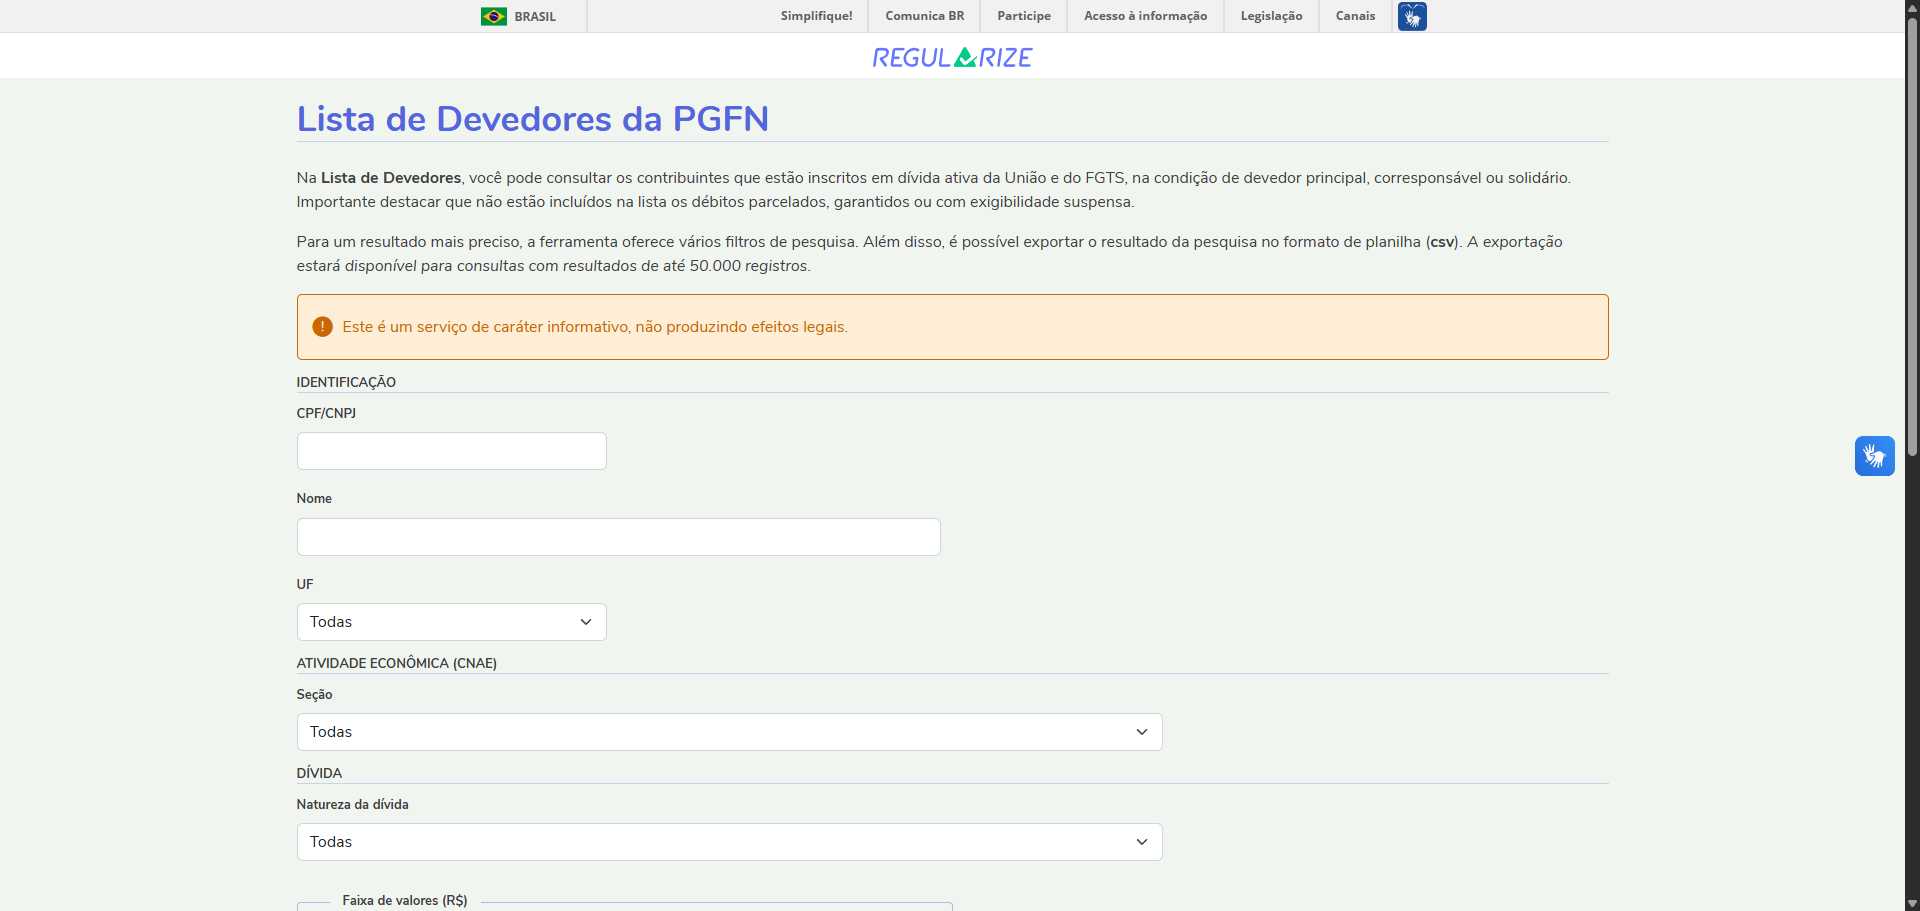 BRASIL
Simplifique!
Comunica BR
Participe
Acesso à informação
Legislação
Canais
REGULARIZE
Lista de Devedores da PGFN
Na Lista de Devedores, você pode consultar os contribuintes que estão inscritos em dívida ativa da União e do FGTS, na condição de devedor principal, corresponsável ou solidário.
Importante destacar que não estão incluídos na lista os débitos parcelados, garantidos ou com exigibilidade suspensa.
Para um resultado mais preciso, a ferramenta oferece vários filtros de pesquisa. Além disso, é possível exportar o resultado da pesquisa no formato de planilha (csv). A exportação
estará disponível para consultas com resultados de até 50.000 registros.
Este é um serviço de caráter informativo, não produzindo efeitos legais.
IDENTIFICAÇÃO
CPF/CNPJ
Nome
UF
Todas
ATIVIDADE ECONÔMICA (CNAE)
Seção
Todas
DÍVIDA
Natureza da dívida
Todas
Faixa de valores (R$)